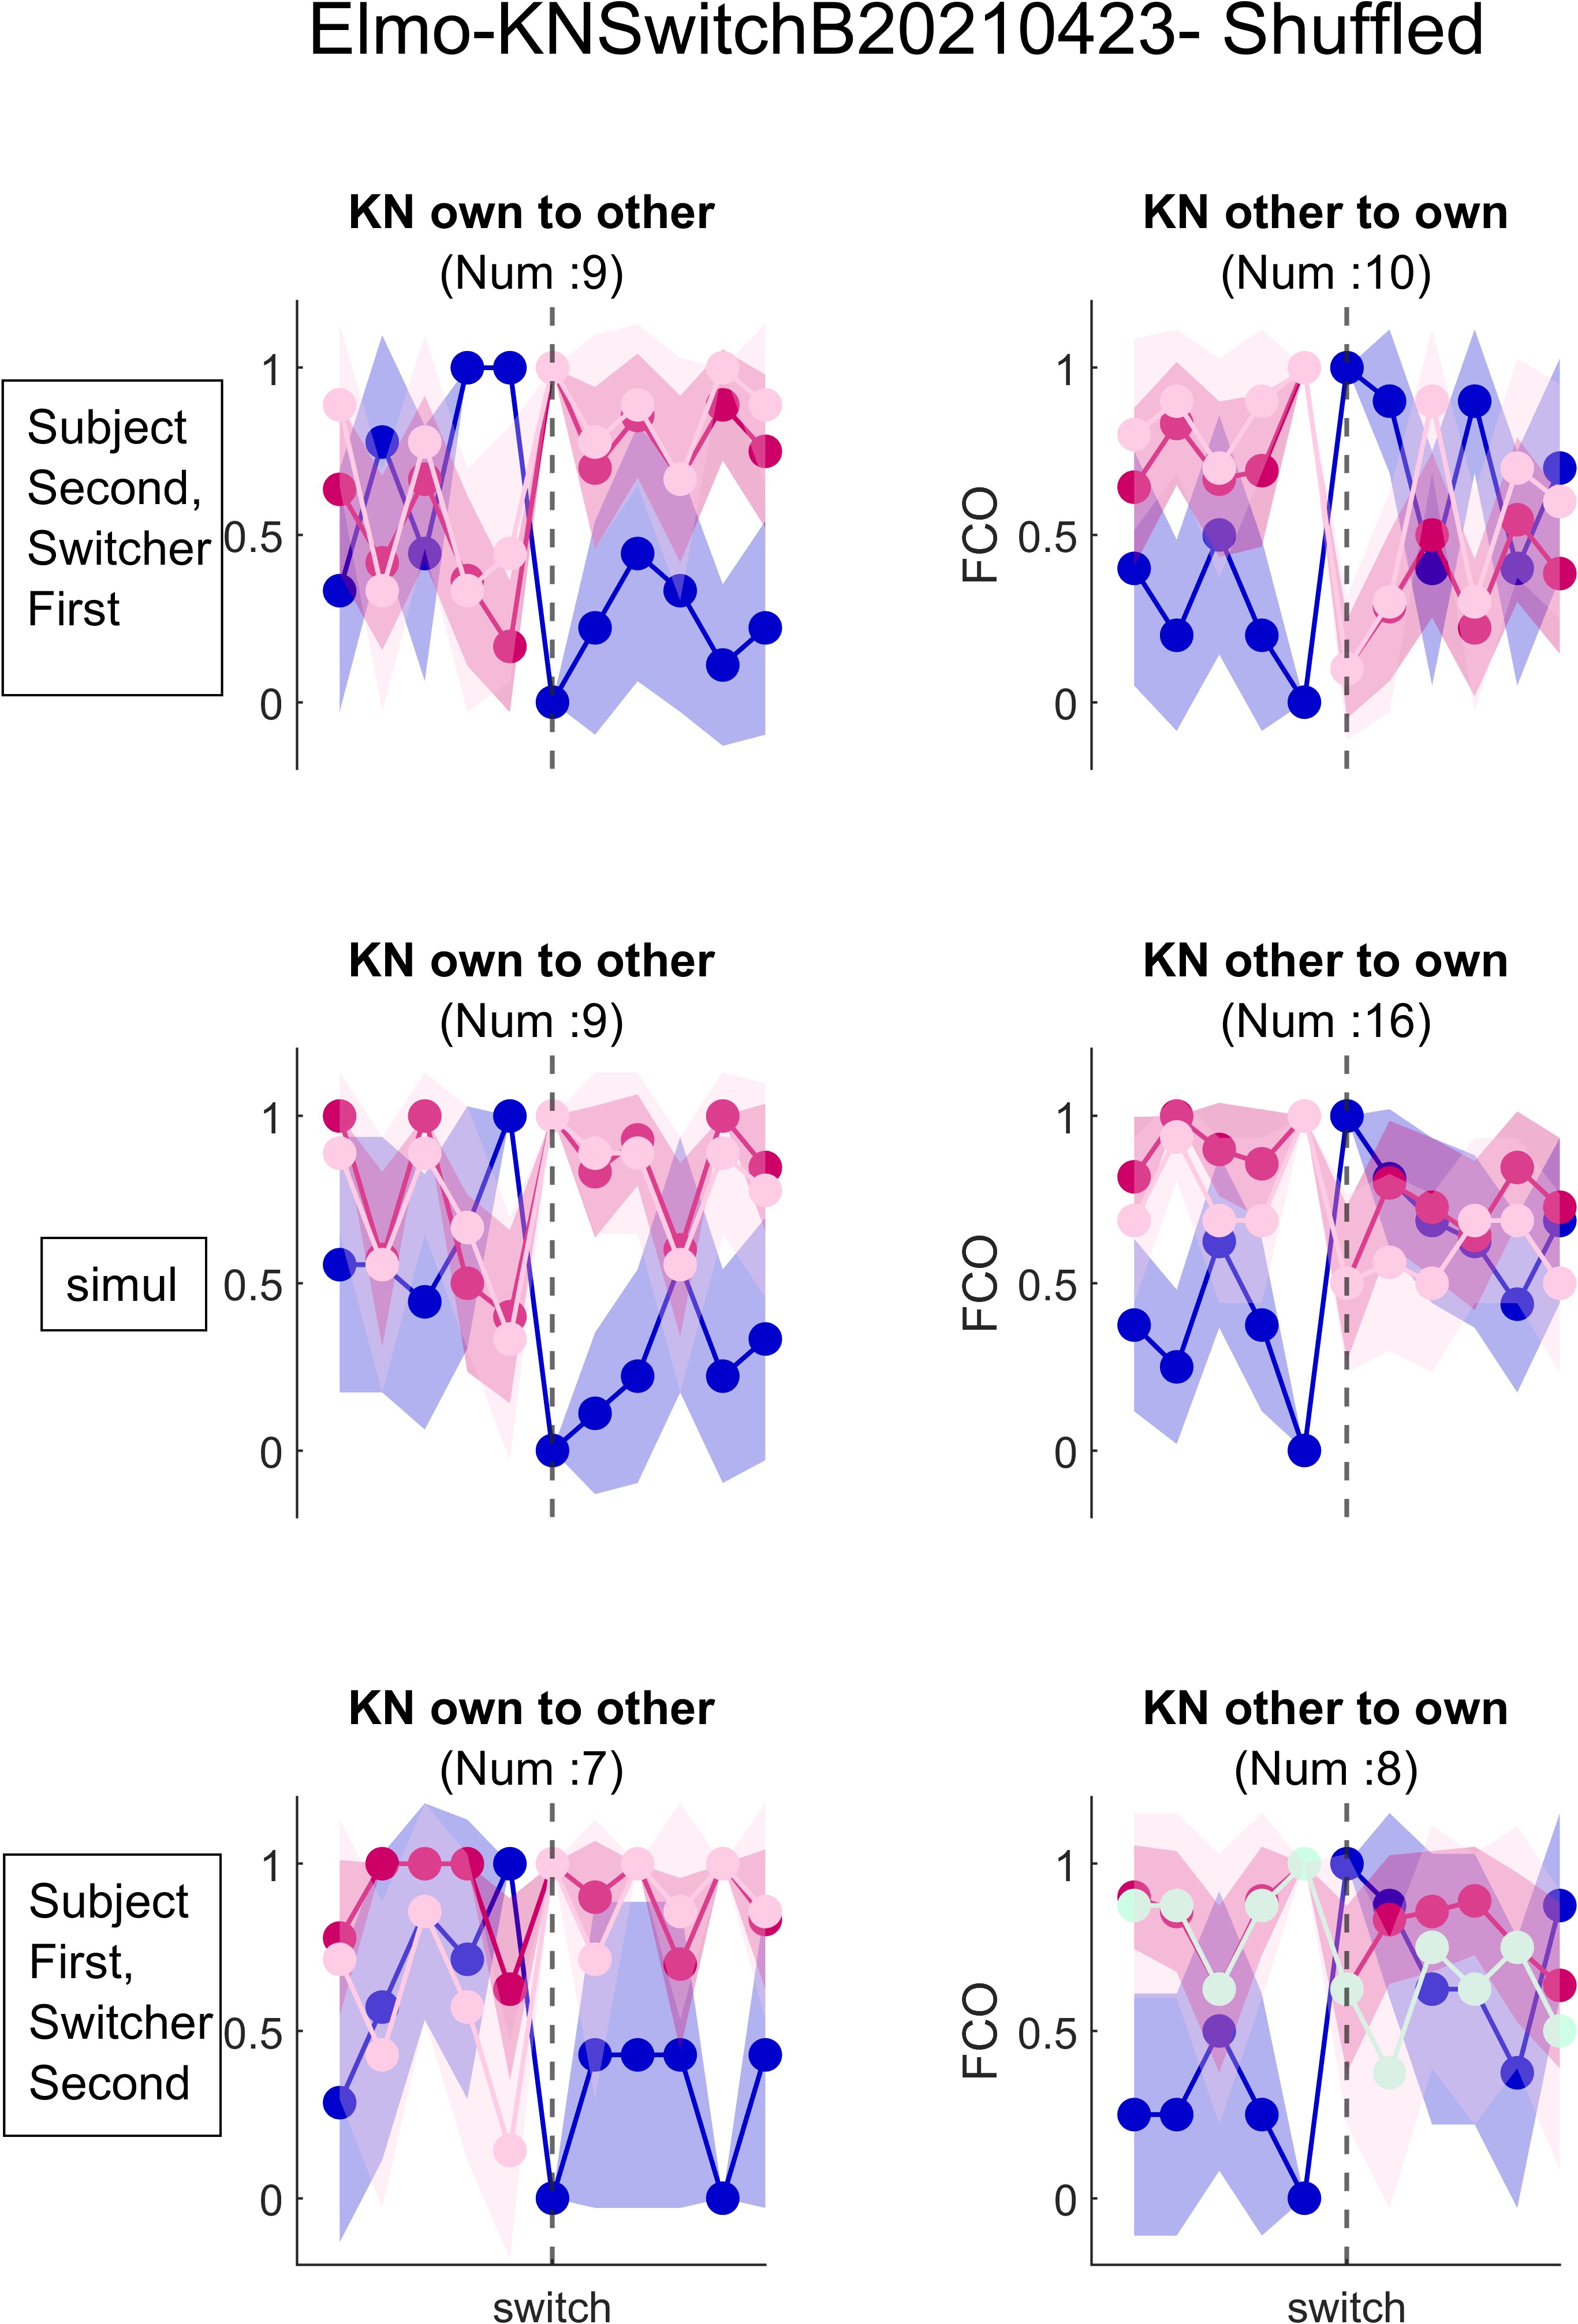 Elmo-KNSwitchB20210423- Shuffled
KN own to other
(Num :9)
KN other to own
(Num :10)
Subject
Second,
Switcher
First
1
0.5
0
FCO
1
0.5
0
KN own to other
(Num :9)
KN other to own
(Num :16)
simul
1
0.5
0
FCO
1
0.5
0
KN own to other
(Num :7)
KN other to own
(Num :8)
Subject
First,
Switcher
Second
1
0.5
0
switch
FCO
1
0.5
0
switch